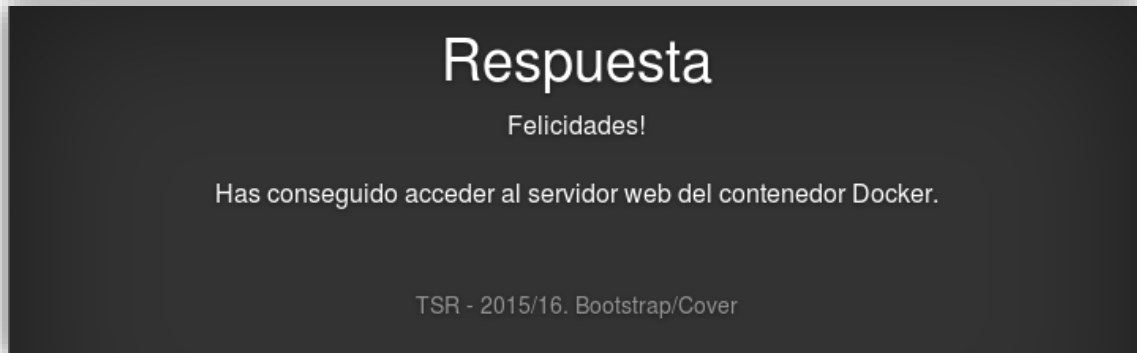 Respuesta
Felicidades!
Has conseguido acceder al servidor web del contenedor Docker.
TSR - 2015/16. Bootstrap/Cover